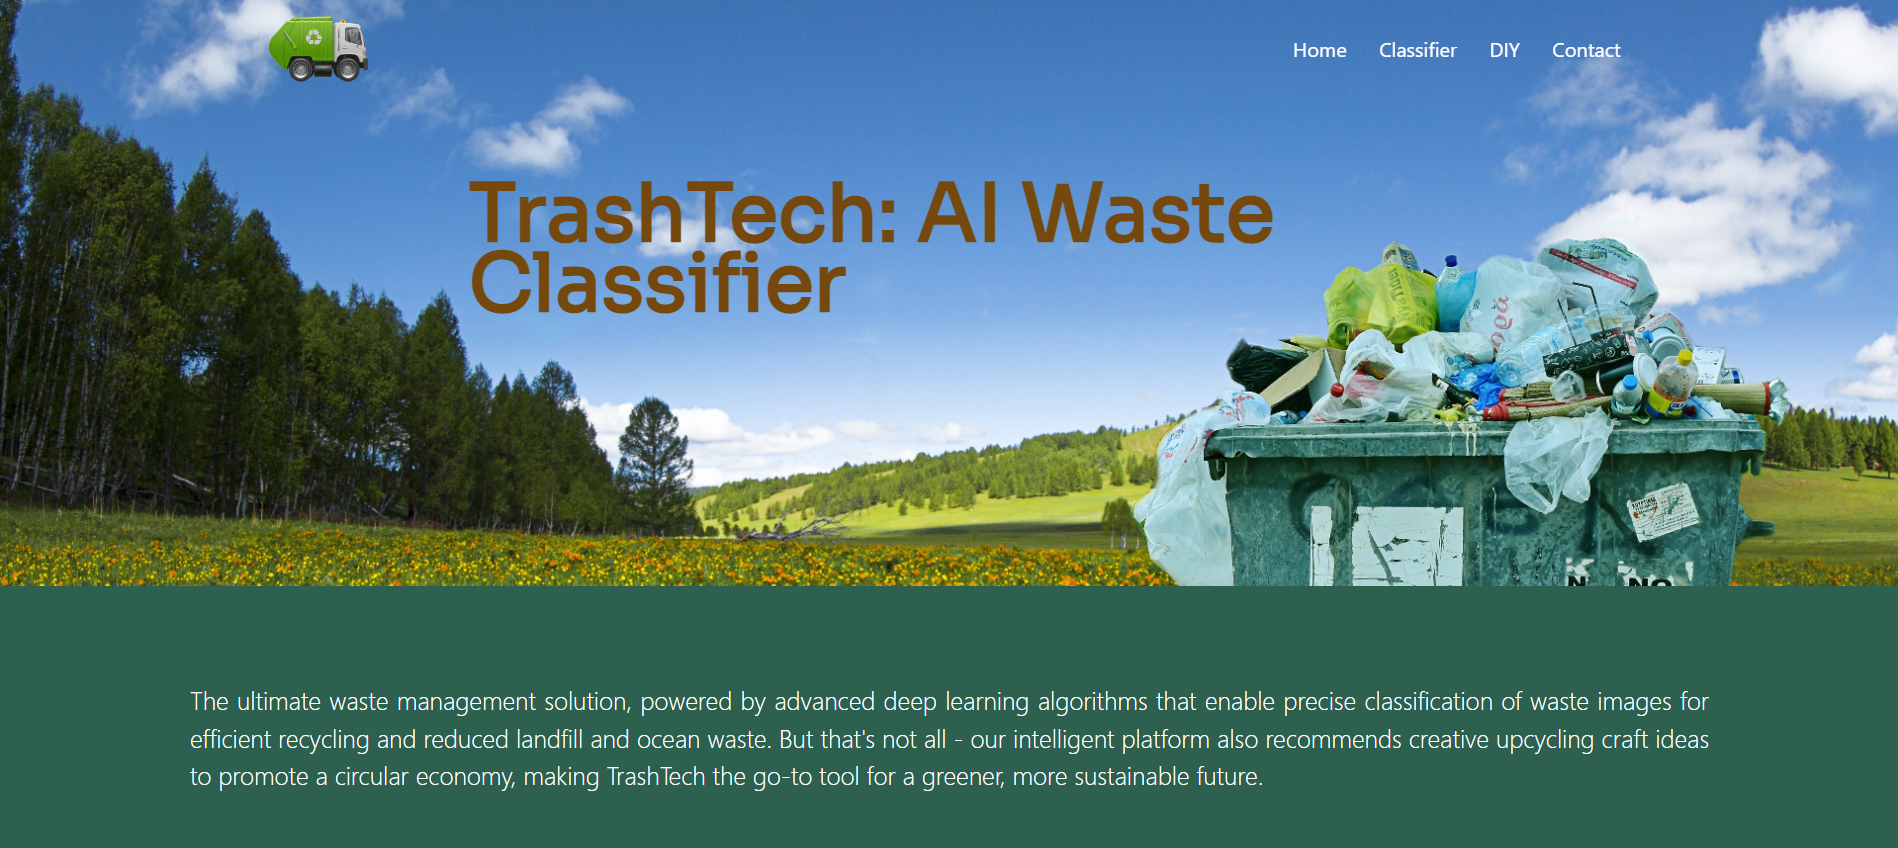 Home Classifier DIY Contact
TrashTech: AI Waste
Classifier
The ultimate waste management solution, powered by advanced deep learning algorithms that enable precise classification of waste images for
efficient recycling and reduced landfill and ocean waste. But that's not all - our intelligent platform also recommends creative upcycling craft ideas
to promote a circular economy, making TrashTech the go-to tool for a greener, more sustainable future.